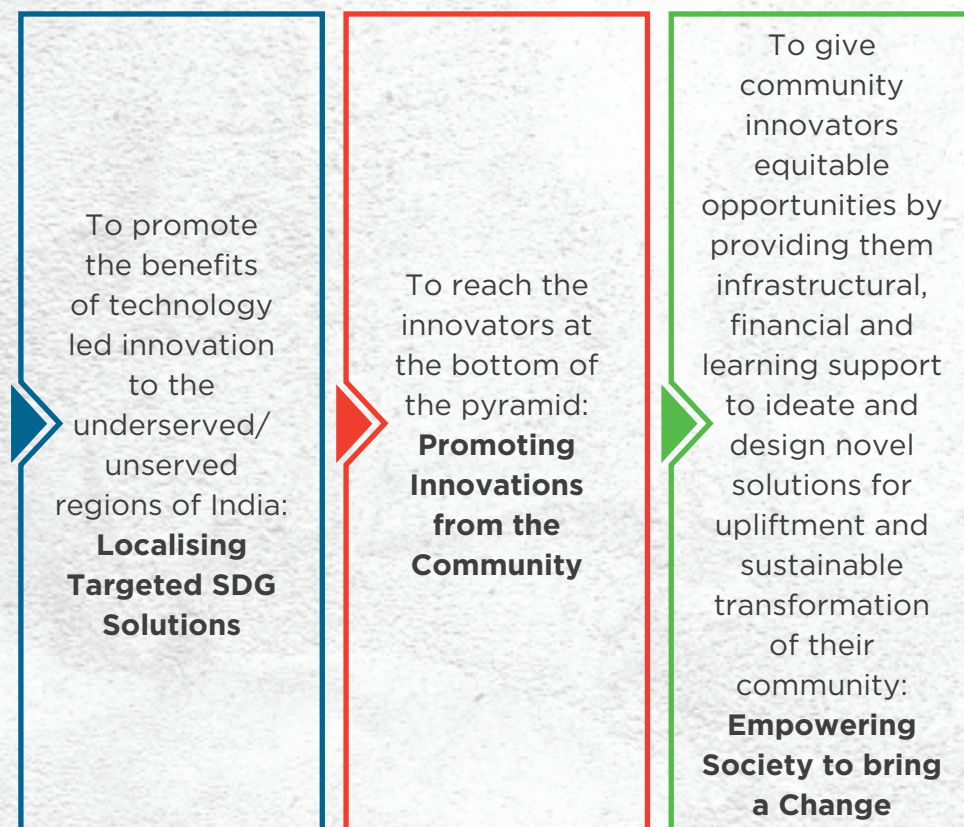 To promote
the benefits
of technology
led innovation
to the
underserved/
unserved
regions of India:
Localising
Targeted SDG
Solutions
To reach the
innovators at
the bottom of
the pyramid:
Promoting
Innovations
from the
Community
To give
community
innovators
equitable
opportunities by
providing them
infrastructural,
financial and
learning support
to ideate and
design novel
solutions for
upliftment and
sustainable
transformation
of their
community:
Empowering
Society to bring
a Change